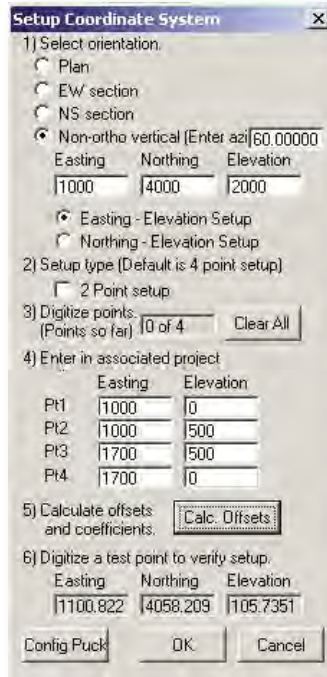 Setup Coordinate System
1) Select orientation.
Plan
EW section
NS section
Non-ortho vertical (Enter azi 60.00000
Easting Northing Elevation
1000 4000 2000
Easting - Elevation Setup
Northing - Elevation Setup
2) Setup type (Default is 4 point setup)
2 Point setup
3) Digitize points.
(Points so far) 0 of 4 Clear All
4) Enter in associated project
Easting Elevation
Pt1 1000 0
Pt2 1000 500
Pt3 1700 500
Pt4 1700 0
5) Calculate offsets
and coefficients. Calc. Offsets
6) Digitize a test point to verify setup.
Easting Northing Elevation
1100.822 4058.209 105.7351
Config Puck OK Cancel